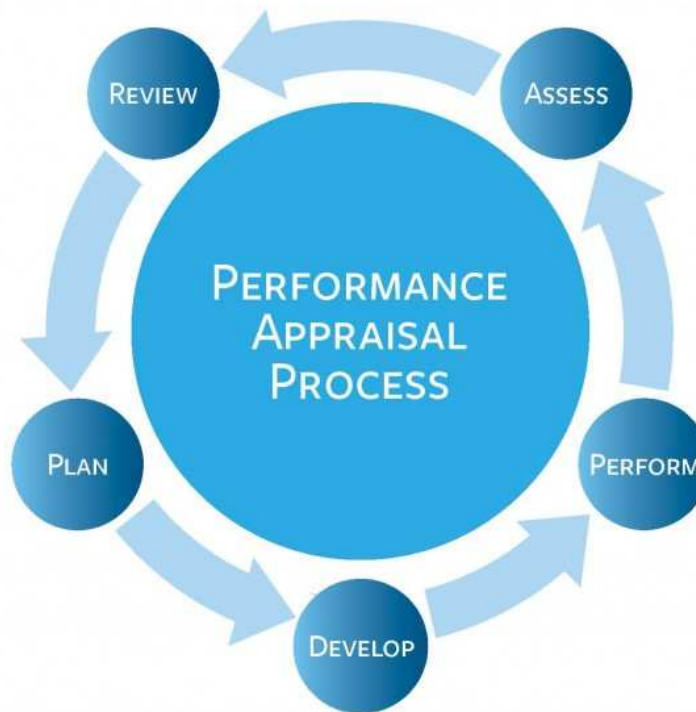 REVIEW
ASSESS
PERFORMANCE
APPRAISAL
PROCESS
PLAN
PERFORM
DEVELOP